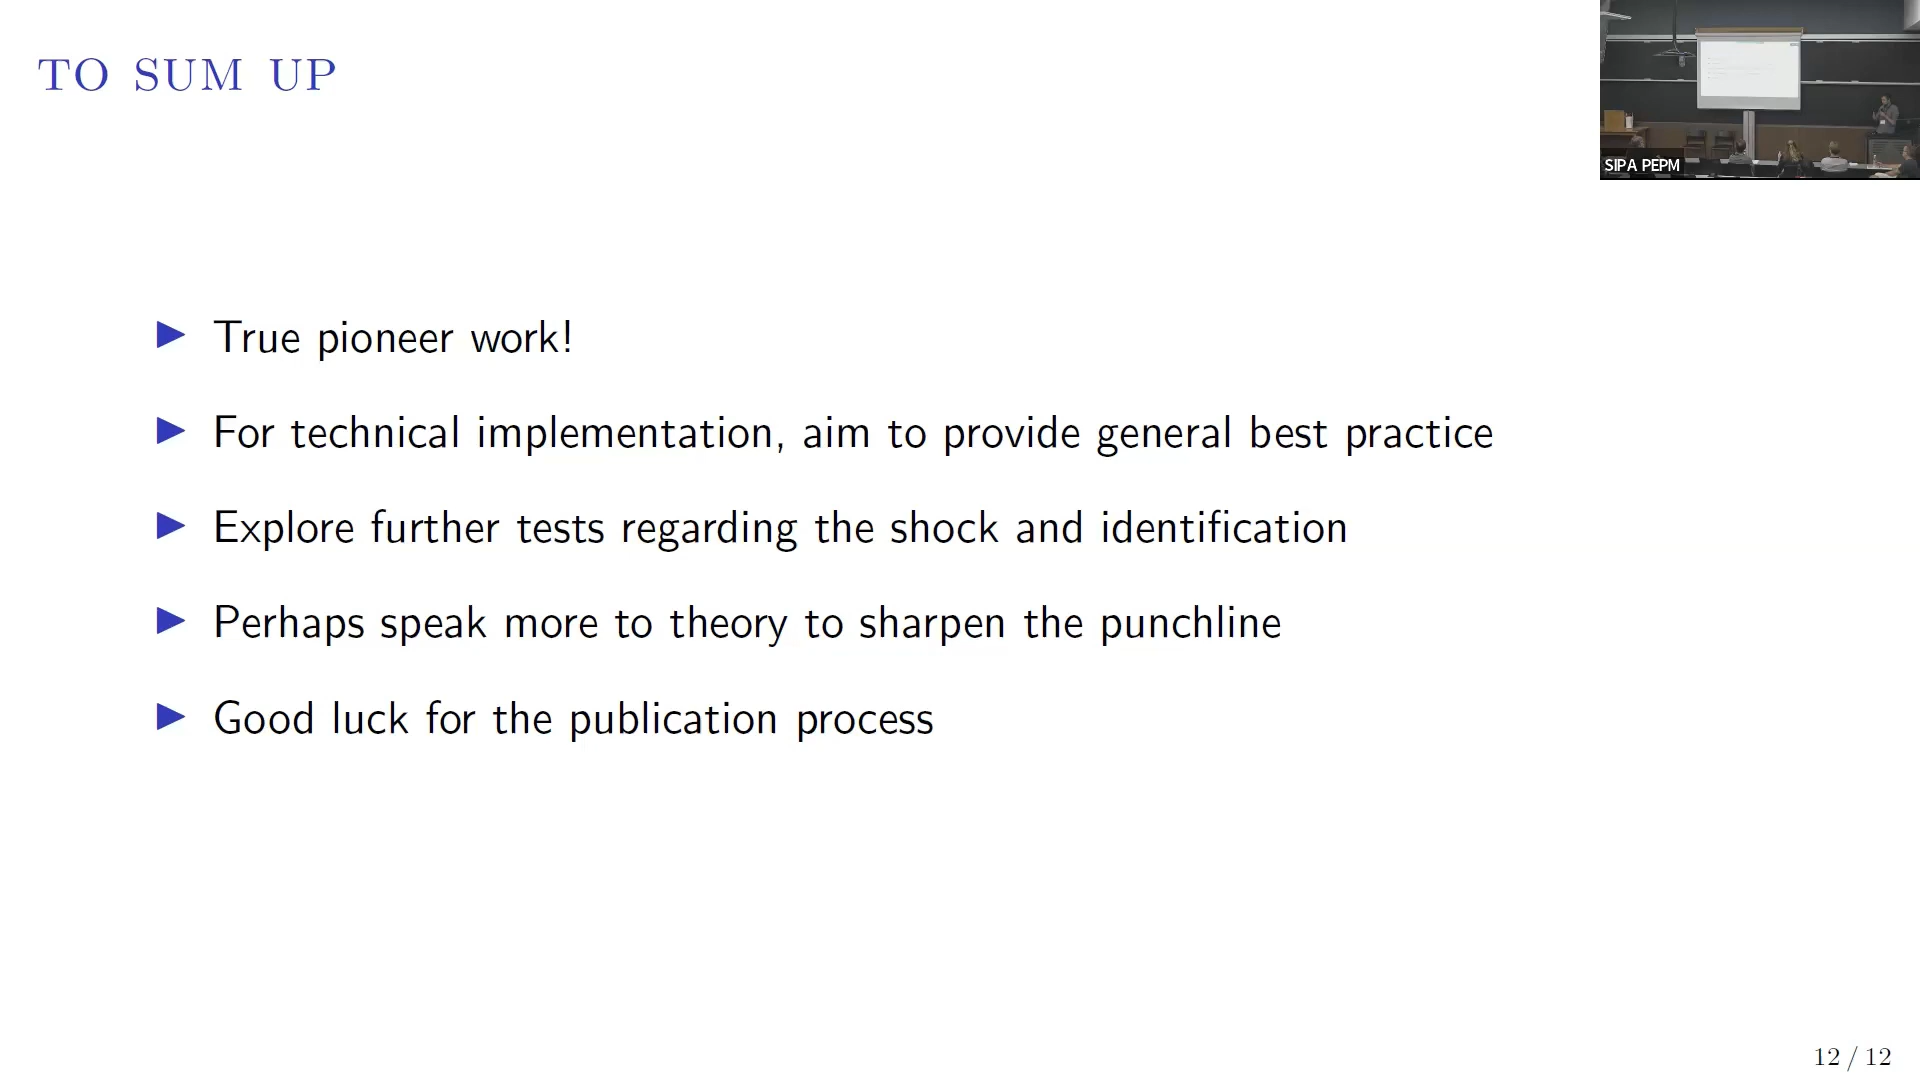 TO SUM UP
SIPA PEPM
▶ True pioneer work!
▶ For technical implementation, aim to provide general best practice
▶ Explore further tests regarding the shock and identification
▶ Perhaps speak more to theory to sharpen the punchline
▶ Good luck for the publication process
12 / 12